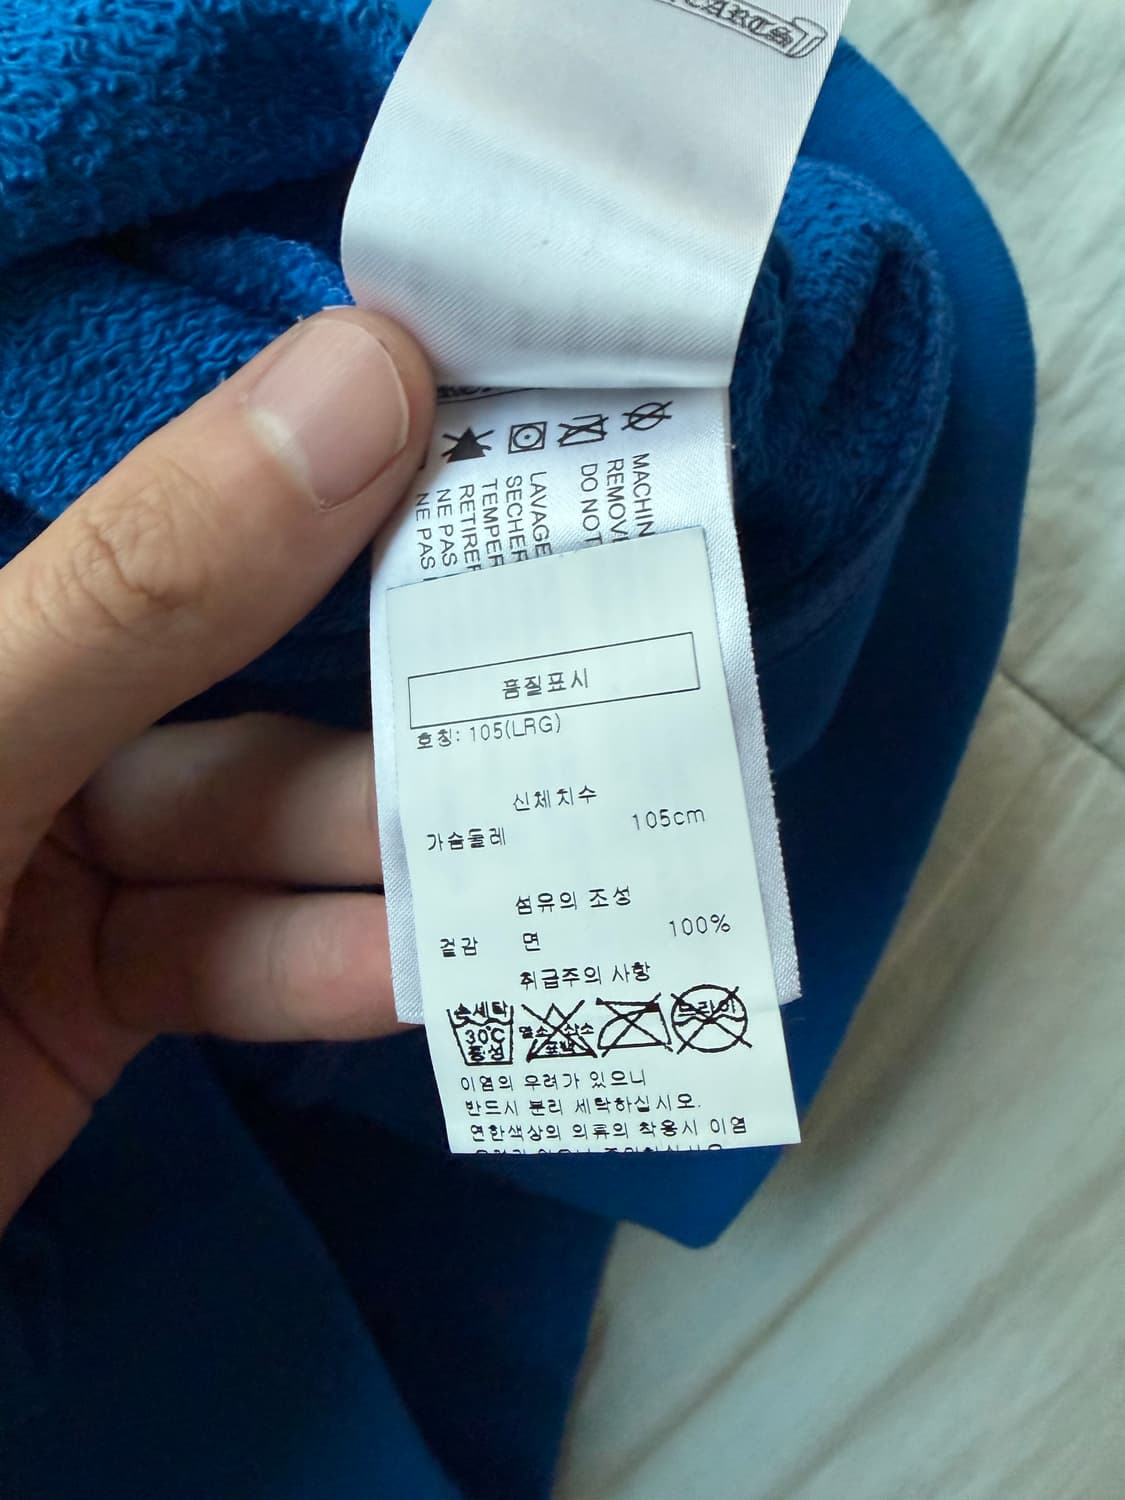 MACHIN
REMOV
DO NOT
LAVAGE
SECHER
TEMPER
RETIRER
NE PAS
NE PAS
품질표시
호칭: 105(LRG)
신체치수
가슴둘레 105cm
섬유의 조성
겉감 면 100%
취급주의 사항
손세탁
30℃
중성
염소,산소
표백
드라이
이염의 우려가 있으니
반드시 분리 세탁하십시오.
연한색상의 의류의 착용시 이염